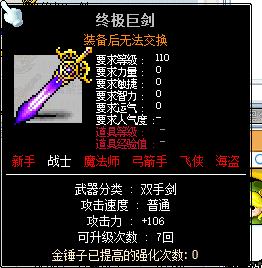 终极巨剑
装备后无法交换
要求等级： 110
要求力量： 0
要求敏捷： 0
要求智力： 0
要求运气： 0
要求人气度： -
道具等级： -
道具经验值： -
新手 战士 魔法师 弓箭手 飞侠 海盗
武器分类 : 双手剑
攻击速度 : 普通
攻击力 : +106
可升级次数 : 7回
金锤子已提高的强化次数: 0